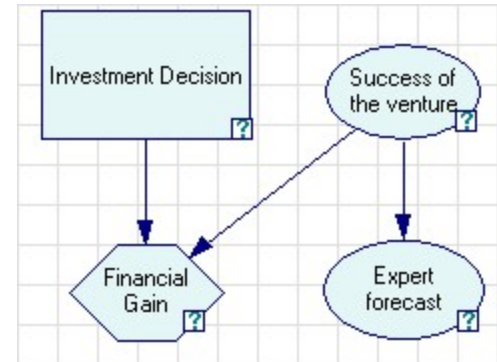 Investment Decision
?
Success of
the venture
?
Financial
Gain
?
Expert
forecast
?